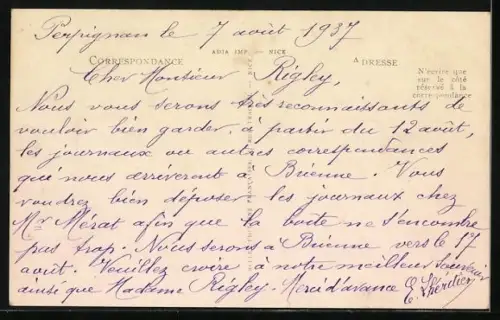 Perpignan le 7 août 1937
ADIA IMP. — NICE
CORRESPONDANCE
ADRESSE
N'écrire que
sur le côté
réservé à la
correspondance
Cher Monsieur Rigley,
Nous vous serons très reconnaissants de
vouloir bien garder, à partir du 12 août,
les journaux ou autres correspondances
qui nous arriveront à Brienne. Vous
voudrez bien déposer les journaux chez
Mr Mérat afin que la boite ne s'encombre
pas trop. Nous serons à Brienne vers le 17
août. Veuillez croire à notre meilleur souvenir
ainsi que Madame Rigley. Merci d'avance